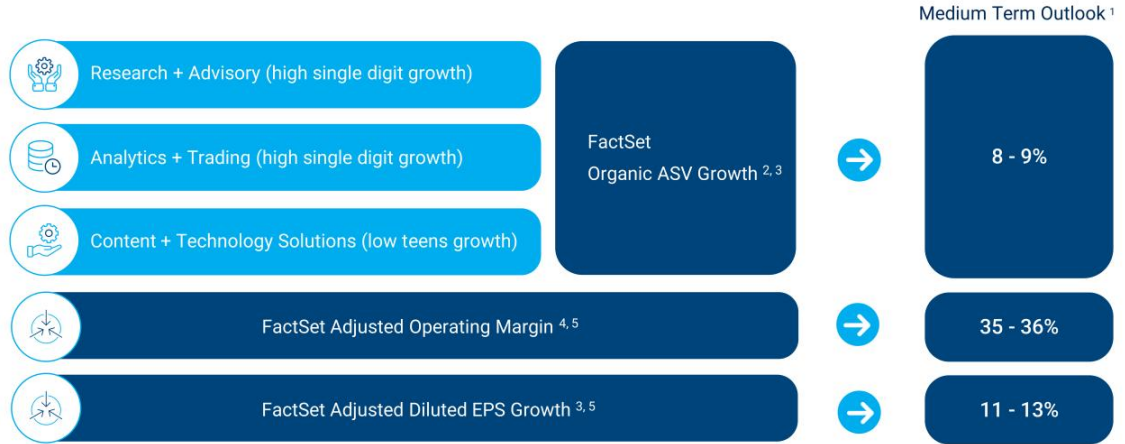 Medium Term Outlook ¹
Research + Advisory (high single digit growth)
Analytics + Trading (high single digit growth)
Content + Technology Solutions (low teens growth)
FactSet
Organic ASV Growth ²˒ ³
8 - 9%
FactSet Adjusted Operating Margin ⁴˒ ⁵
35 - 36%
FactSet Adjusted Diluted EPS Growth ³˒ ⁵
11 - 13%